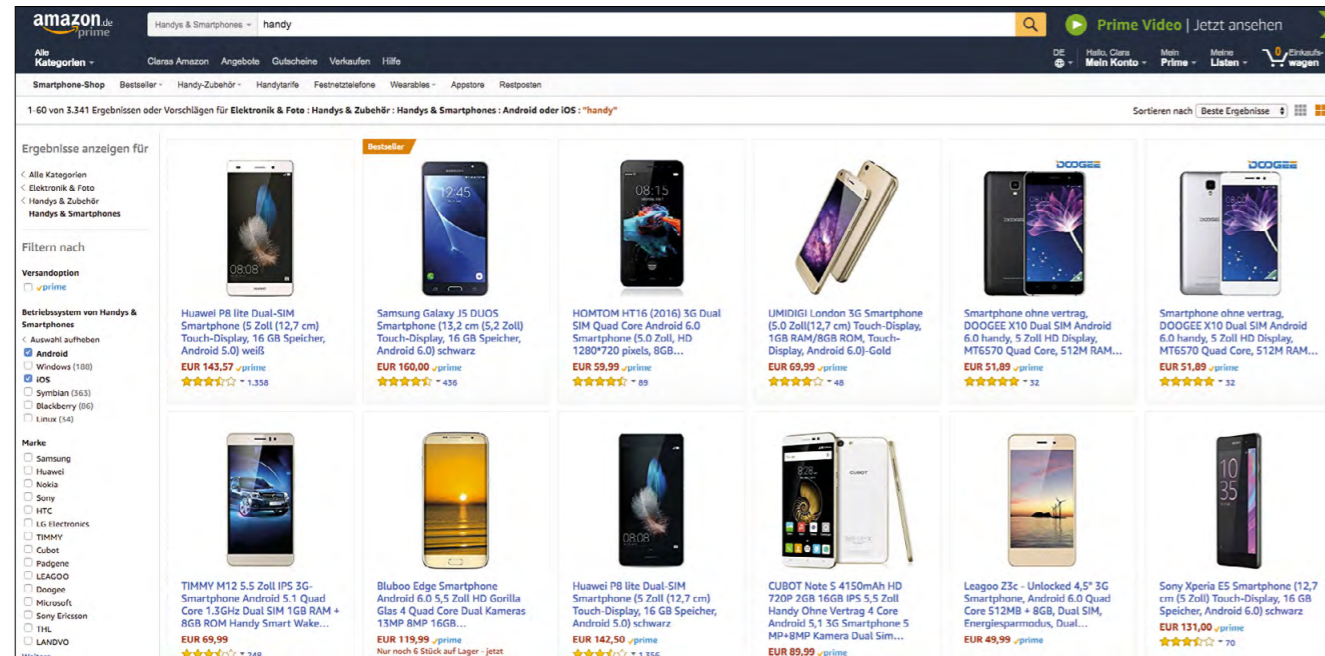 amazon.de
prime
Handys & Smartphones
handy
Prime Video | Jetzt ansehen
Alle
Kategorien
Claras Amazon Angebote Gutscheine Verkaufen Hilfe
DE
Hallo, Clara
Mein Konto
Mein
Prime
Meine
Listen
0
Einkaufs-
wagen
Smartphone-Shop Bestseller Handy-Zubehör Handytarife Festnetztelefone Wearables Appstore Restposten
1-60 von 3.341 Ergebnissen oder Vorschlägen für Elektronik & Foto : Handys & Zubehör : Handys & Smartphones : Android oder iOS : "handy"
Sortieren nach Beste Ergebnisse
Ergebnisse anzeigen für
< Alle Kategorien
< Elektronik & Foto
< Handys & Zubehör
Handys & Smartphones
Filtern nach
Versandoption
prime
Betriebssystem von Handys &
Smartphones
< Auswahl aufheben
Android
Windows (188)
iOS
Symbian (363)
Blackberry (86)
Linux (34)
Marke
Samsung
Huawei
Nokia
Sony
HTC
LG Electronics
TIMMY
Cubot
Padgene
LEAGOO
Doogee
Microsoft
Sony Ericsson
THL
LANDVO
08:08
Huawei P8 lite Dual-SIM
Smartphone (5 Zoll (12,7 cm)
Touch-Display, 16 GB Speicher,
Android 5.0) weiß
EUR 143,57 prime
1.358
Bestseller
12:45
Samsung Galaxy J5 DUOS
Smartphone (13,2 cm (5,2 Zoll)
Touch-Display, 16 GB Speicher,
Android 6.0) schwarz
EUR 160,00 prime
436
08:15
HOMTOM HT16 (2016) 3G Dual
SIM Quad Core Android 6.0
Smartphone (5.0 Zoll, HD
1280*720 pixels, 8GB...
EUR 59,99 prime
89
UMIDIGI London 3G Smartphone
(5.0 Zoll(12,7 cm) Touch-Display,
1GB RAM/8GB ROM, Touch-
Display, Android 6.0)-Gold
EUR 69,99 prime
48
DOOGEE
Smartphone ohne vertrag,
DOOGEE X10 Dual SIM Android
6.0 handy, 5 Zoll HD Display,
MT6570 Quad Core, 512M RAM...
EUR 51,89 prime
32
DOOGEE
Smartphone ohne vertrag,
DOOGEE X10 Dual SIM Android
6.0 handy, 5 Zoll HD Display,
MT6570 Quad Core, 512M RAM...
EUR 51,89 prime
32
TIMMY M12 5.5 Zoll IPS 3G-
Smartphone Android 5.1 Quad
Core 1.3GHz Dual SIM 1GB RAM +
8GB ROM Handy Smart Wake...
EUR 69,99
248
Bluboo Edge Smartphone
Android 6.0 5,5 Zoll HD Gorilla
Glas 4 Quad Core Dual Kameras
13MP 8MP 16GB...
EUR 119,99 prime
Nur noch 6 Stück auf Lager - jetzt
08:08
Huawei P8 lite Dual-SIM
Smartphone (5 Zoll (12,7 cm)
Touch-Display, 16 GB Speicher,
Android 5.0) schwarz
EUR 142,50 prime
1.356
8:28
CUBOT
CUBOT Note S 4150mAh HD
720P 2GB 16GB IPS 5,5 Zoll
Handy Ohne Vertrag 4 Core
Android 5,1 3G Smartphone 5
MP+8MP Kamera Dual Sim...
EUR 89,99 prime
Leagoo Z3c - Unlocked 4,5" 3G
Smartphone, Android 6.0 Quad
Core 512MB + 8GB, Dual SIM,
Energiesparmodus, Dual...
EUR 49,99 prime
10
35
Sony Xperia E5 Smartphone (12,7
cm (5 Zoll) Touch-Display, 16 GB
Speicher, Android 6.0) schwarz
EUR 131,00 prime
70